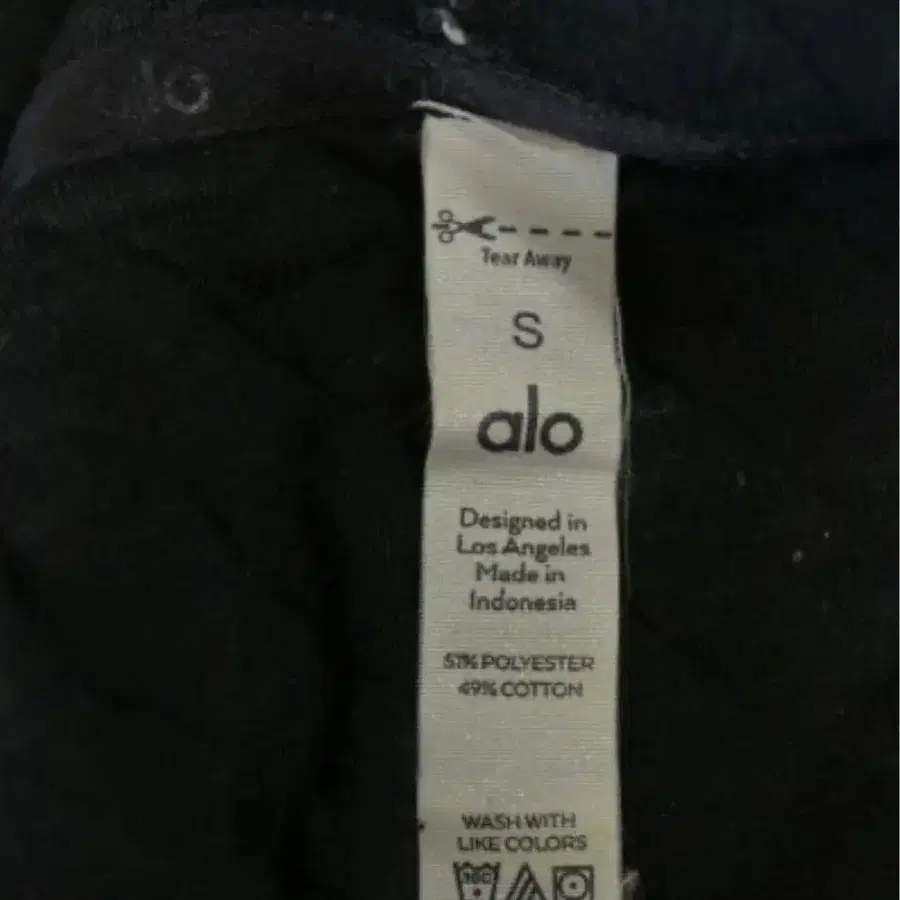 Tear Away
S
alo
Designed in
Los Angeles
Made in
Indonesia
51% POLYESTER
49% COTTON
WASH WITH
LIKE COLORS